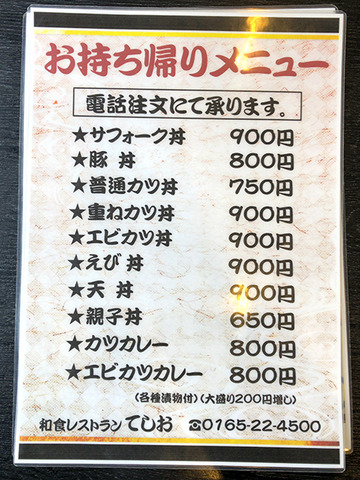 お持ち帰りメニュー
電話注文にて承ります。
★サフォーク丼 900円
★豚 丼 800円
★普通カツ丼 750円
★重ねカツ丼 900円
★エビカツ丼 900円
★えび 丼 900円
★天 丼 900円
★親子丼 650円
★カツカレー 800円
★エビカツカレー 800円
(各種漬物付)(大盛り200円増し)
和食レストラン てしお ☎0165-22-4500